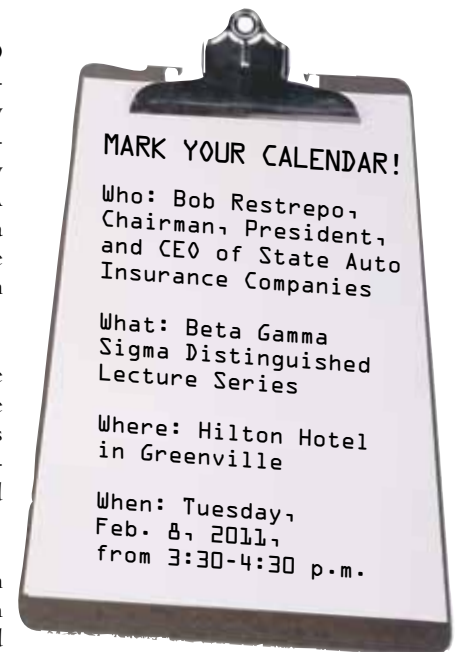 MARK YOUR CALENDAR!
Who: Bob Restrepo,
Chairman, President,
and CEO of State Auto
Insurance Companies
What: Beta Gamma
Sigma Distinguished
Lecture Series
Where: Hilton Hotel
in Greenville
When: Tuesday,
Feb. 8, 2011,
from 3:30-4:30 p.m.